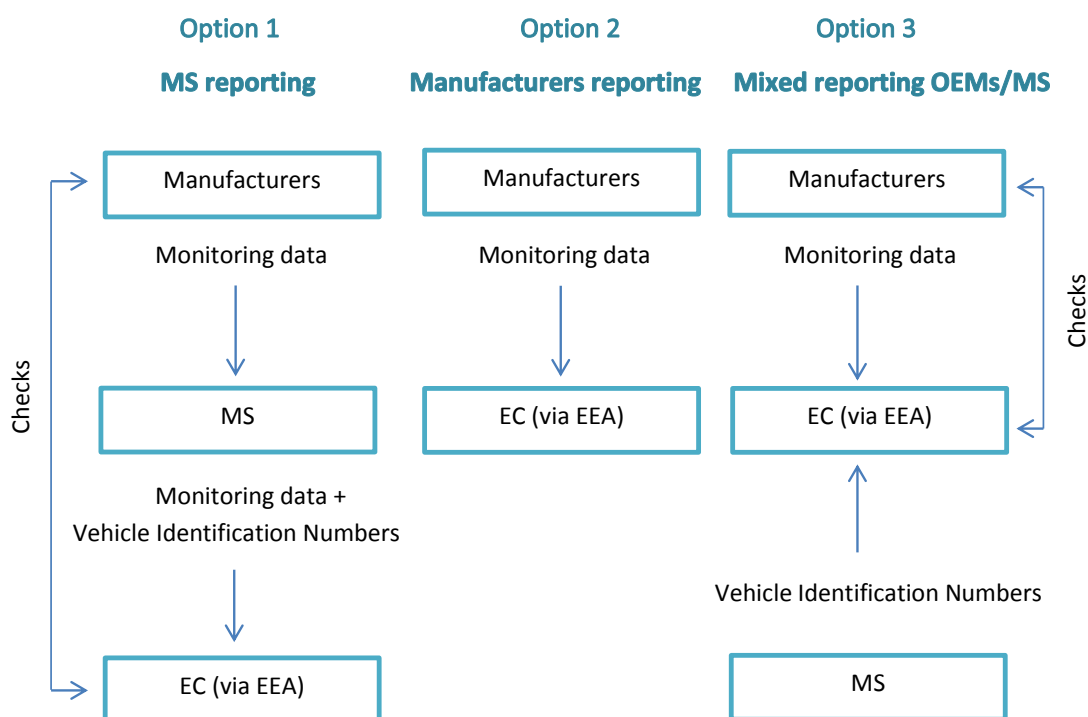 Option 1
MS reporting
Manufacturers
Monitoring data
Checks
MS
Monitoring data +
Vehicle Identification Numbers
EC (via EEA)
Option 2
Manufacturers reporting
Manufacturers
Monitoring data
EC (via EEA)
Option 3
Mixed reporting OEMs/MS
Manufacturers
Monitoring data
Checks
EC (via EEA)
Vehicle Identification Numbers
MS